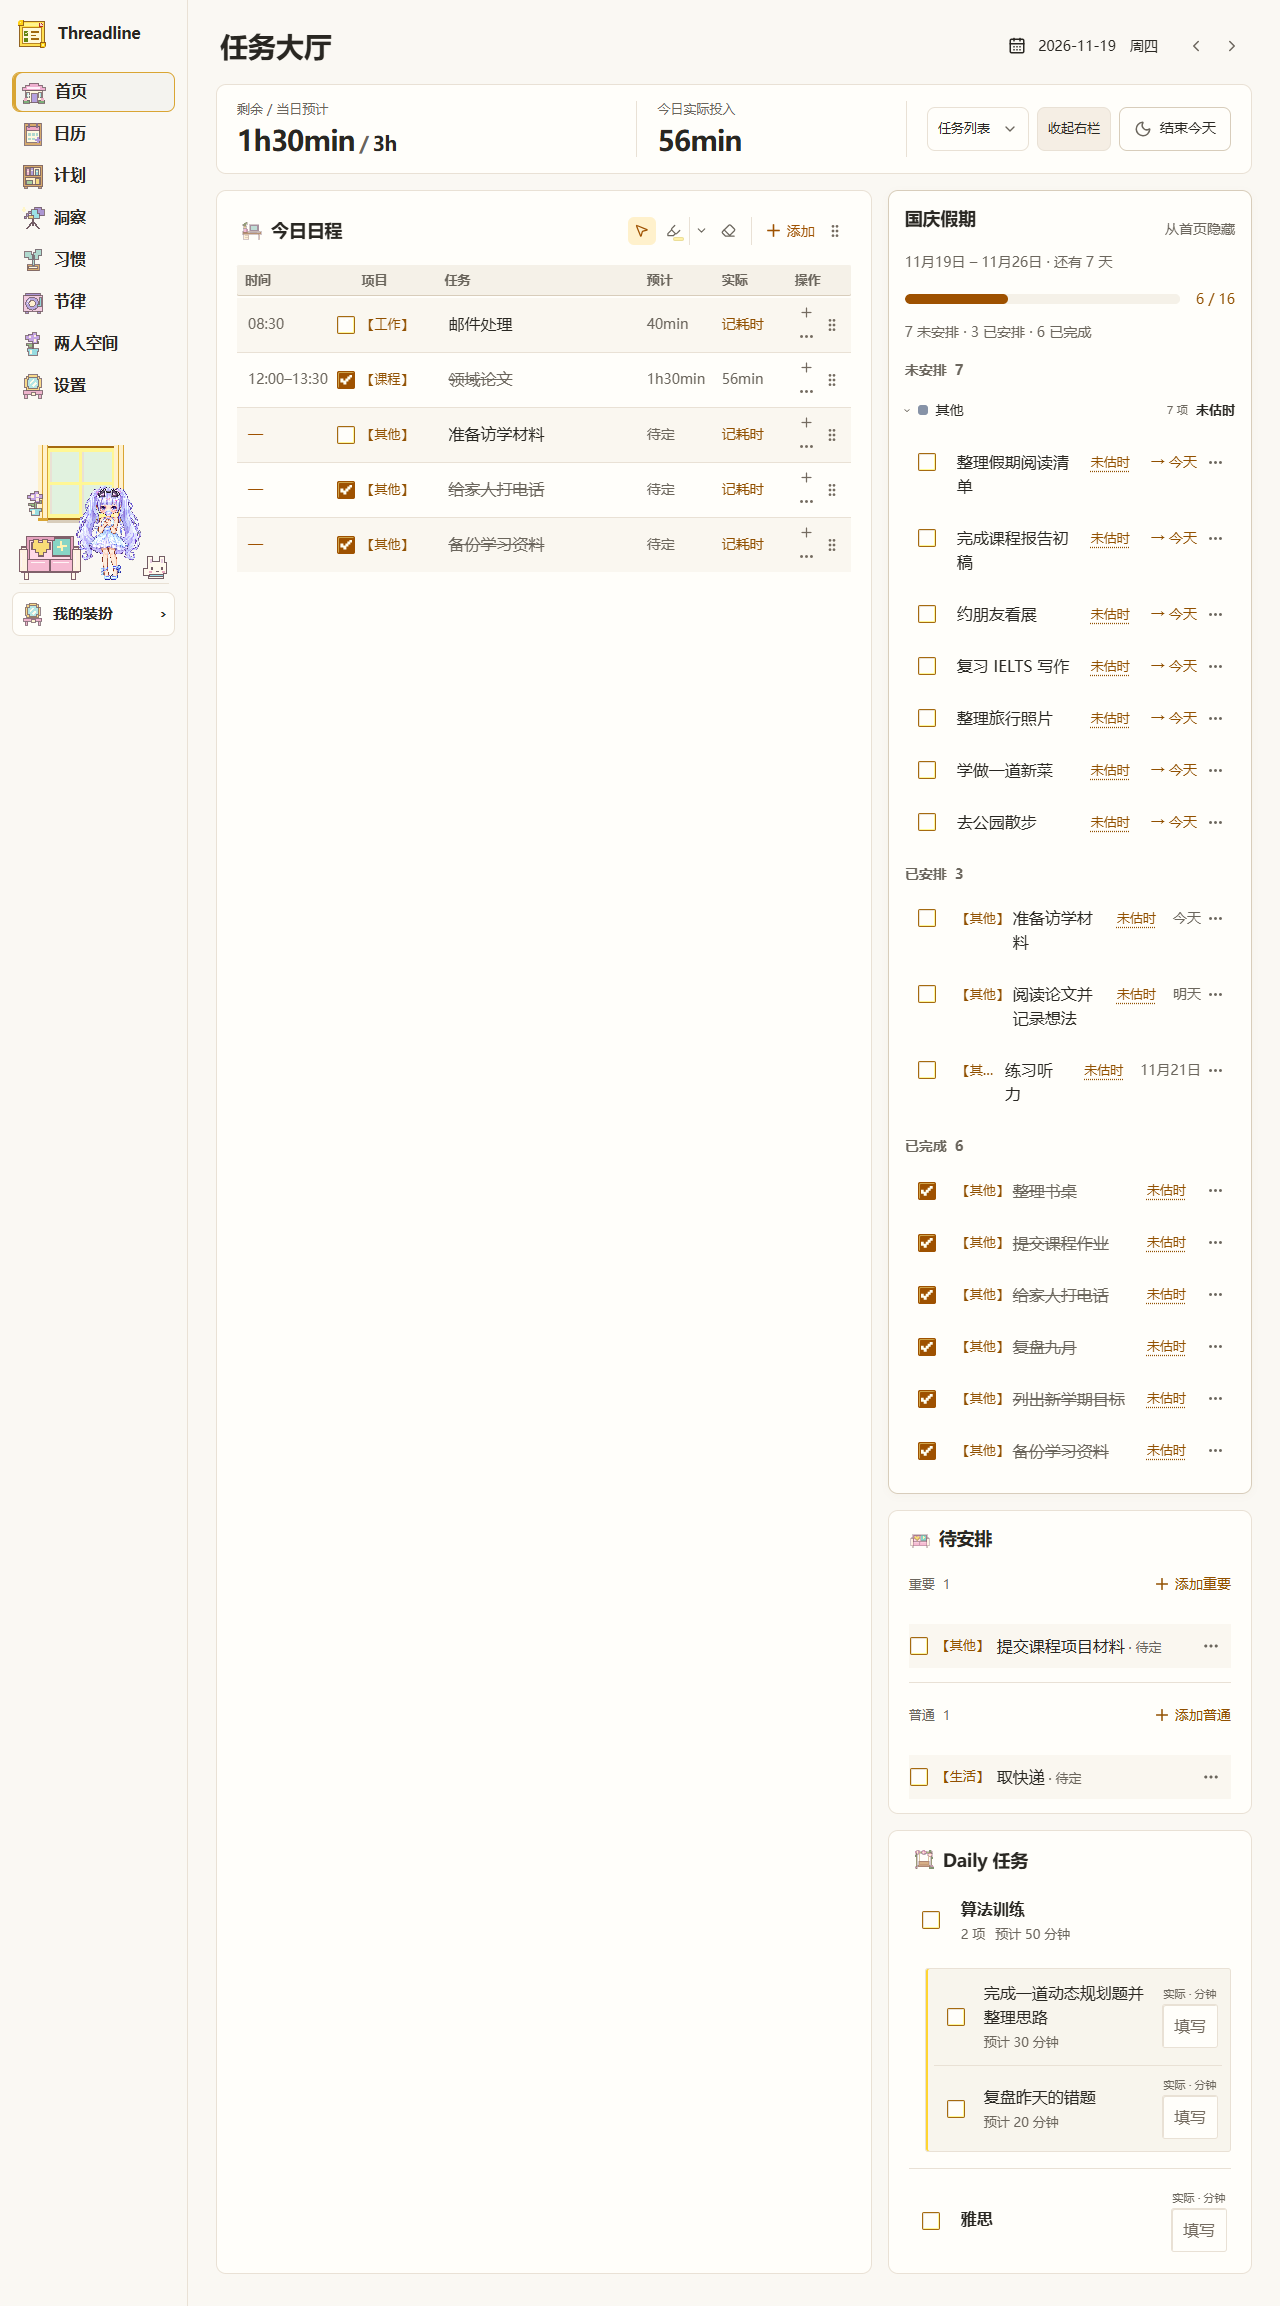 Threadline
首页
日历
计划
洞察
习惯
节律
两人空间
设置
我的装扮 ›
任务大厅
2026-11-19 周四
剩余 / 当日预计
1h30min / 3h
今日实际投入
56min
任务列表
收起右栏
结束今天
今日日程
添加
时间 项目 任务 预计 实际 操作
08:30 【工作】 邮件处理 40min 记耗时
12:00–13:30 【课程】 领域论文 1h30min 56min
— 【其他】 准备访学材料 待定 记耗时
— 【其他】 给家人打电话 待定 记耗时
— 【其他】 备份学习资料 待定 记耗时
国庆假期
从首页隐藏
11月19日 – 11月26日 · 还有 7 天
6 / 16
7 未安排 · 3 已安排 · 6 已完成
未安排 7
其他 7 项 未估时
整理假期阅读清
单
未估时 → 今天
完成课程报告初
稿
未估时 → 今天
约朋友看展 未估时 → 今天
复习 IELTS 写作 未估时 → 今天
整理旅行照片 未估时 → 今天
学做一道新菜 未估时 → 今天
去公园散步 未估时 → 今天
已安排 3
【其他】 准备访学材
料
未估时 今天
【其他】 阅读论文并
记录想法
未估时 明天
【其... 练习听
力
未估时 11月21日
已完成 6
【其他】 整理书桌 未估时
【其他】 提交课程作业 未估时
【其他】 给家人打电话 未估时
【其他】 复盘九月 未估时
【其他】 列出新学期目标 未估时
【其他】 备份学习资料 未估时
待安排
重要 1 添加重要
【其他】 提交课程项目材料 · 待定
普通 1 添加普通
【生活】 取快递 · 待定
Daily 任务
算法训练
2 项 预计 50 分钟
完成一道动态规划题并
整理思路
预计 30 分钟
实际 · 分钟
填写
复盘昨天的错题
预计 20 分钟
实际 · 分钟
填写
雅思
实际 · 分钟
填写